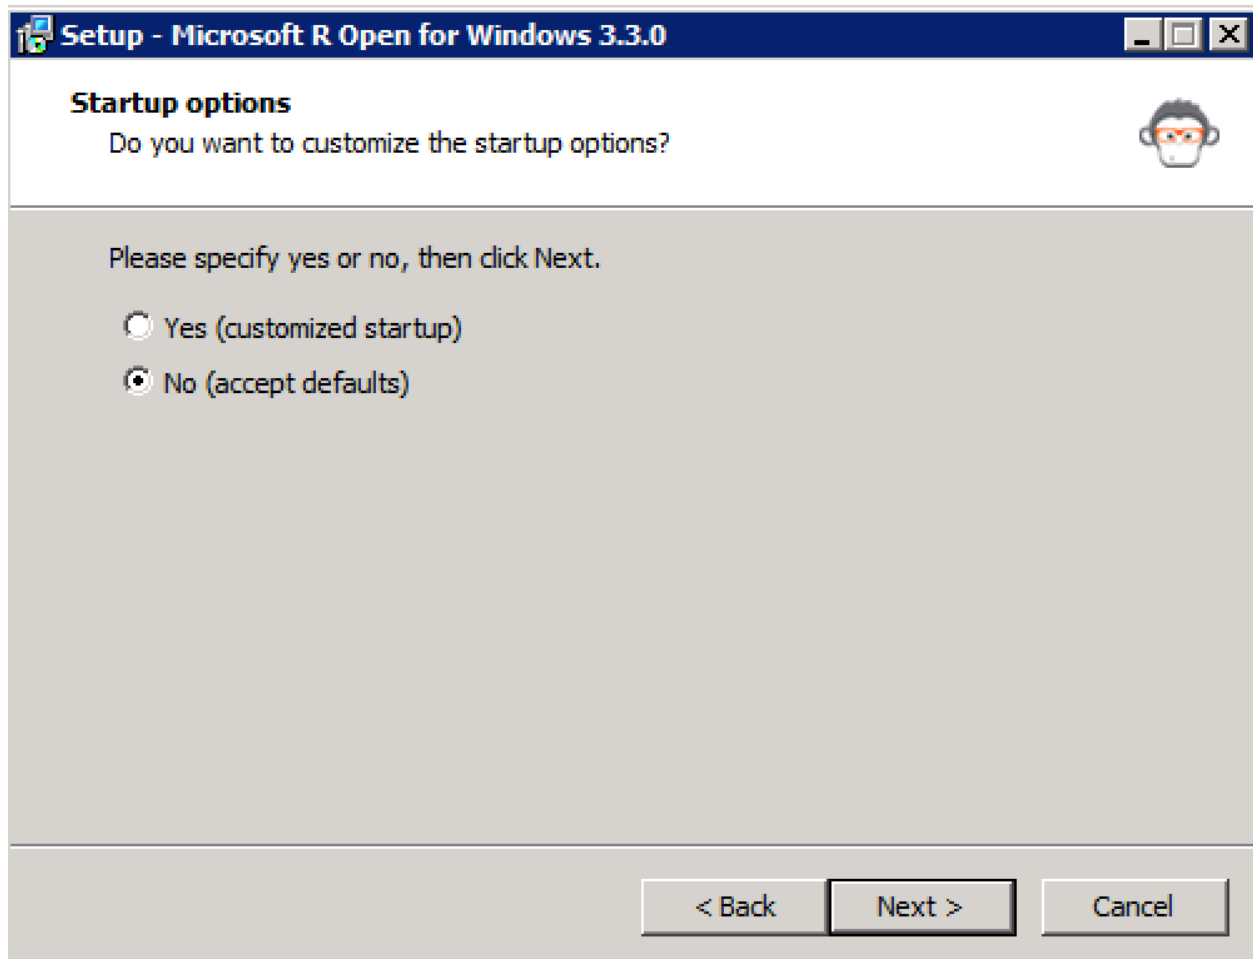 Setup - Microsoft R Open for Windows 3.3.0
Startup options
Do you want to customize the startup options?
Please specify yes or no, then click Next.
Yes (customized startup)
No (accept defaults)
< Back Next > Cancel